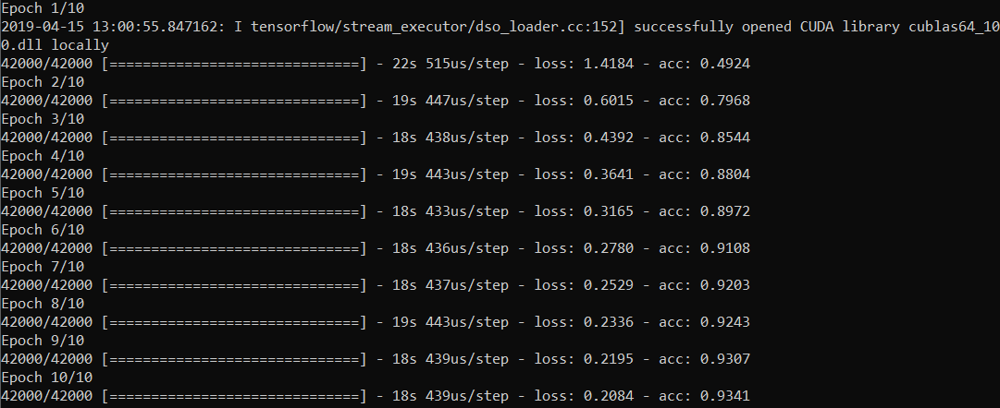 Epoch 1/10
2019-04-15 13:00:55.847162: I tensorflow/stream_executor/dso_loader.cc:152] successfully opened CUDA library cublas64_10
0.dll locally
42000/42000 [==============================] - 22s 515us/step - loss: 1.4184 - acc: 0.4924
Epoch 2/10
42000/42000 [==============================] - 19s 447us/step - loss: 0.6015 - acc: 0.7968
Epoch 3/10
42000/42000 [==============================] - 18s 438us/step - loss: 0.4392 - acc: 0.8544
Epoch 4/10
42000/42000 [==============================] - 19s 443us/step - loss: 0.3641 - acc: 0.8804
Epoch 5/10
42000/42000 [==============================] - 18s 433us/step - loss: 0.3165 - acc: 0.8972
Epoch 6/10
42000/42000 [==============================] - 18s 436us/step - loss: 0.2780 - acc: 0.9108
Epoch 7/10
42000/42000 [==============================] - 18s 437us/step - loss: 0.2529 - acc: 0.9203
Epoch 8/10
42000/42000 [==============================] - 19s 443us/step - loss: 0.2336 - acc: 0.9243
Epoch 9/10
42000/42000 [==============================] - 18s 439us/step - loss: 0.2195 - acc: 0.9307
Epoch 10/10
42000/42000 [==============================] - 18s 439us/step - loss: 0.2084 - acc: 0.9341